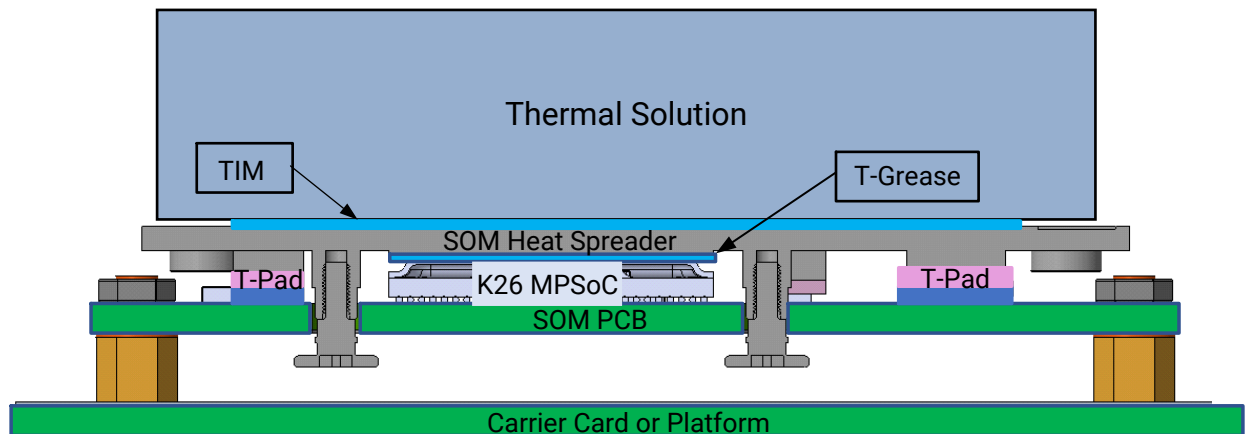 Thermal Solution
TIM
T-Grease
SOM Heat Spreader
T-Pad
K26 MPSoC
T-Pad
SOM PCB
Carrier Card or Platform